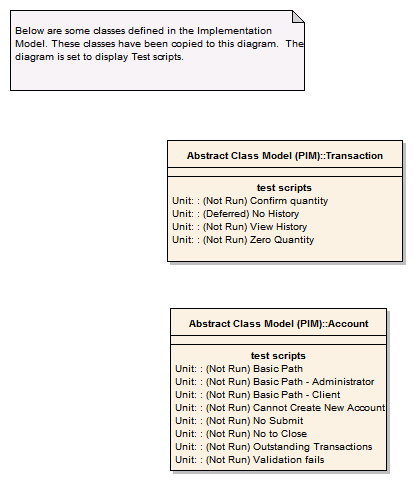 Below are some classes defined in the Implementation
Model. These classes have been copied to this diagram. The
diagram is set to display Test scripts.
Abstract Class Model (PIM)::Transaction
test scripts
Unit: : (Not Run) Confirm quantity
Unit: : (Deferred) No History
Unit: : (Not Run) View History
Unit: : (Not Run) Zero Quantity
Abstract Class Model (PIM)::Account
test scripts
Unit: : (Not Run) Basic Path
Unit: : (Not Run) Basic Path - Administrator
Unit: : (Not Run) Basic Path - Client
Unit: : (Not Run) Cannot Create New Account
Unit: : (Not Run) No Submit
Unit: : (Not Run) No to Close
Unit: : (Not Run) Outstanding Transactions
Unit: : (Not Run) Validation fails